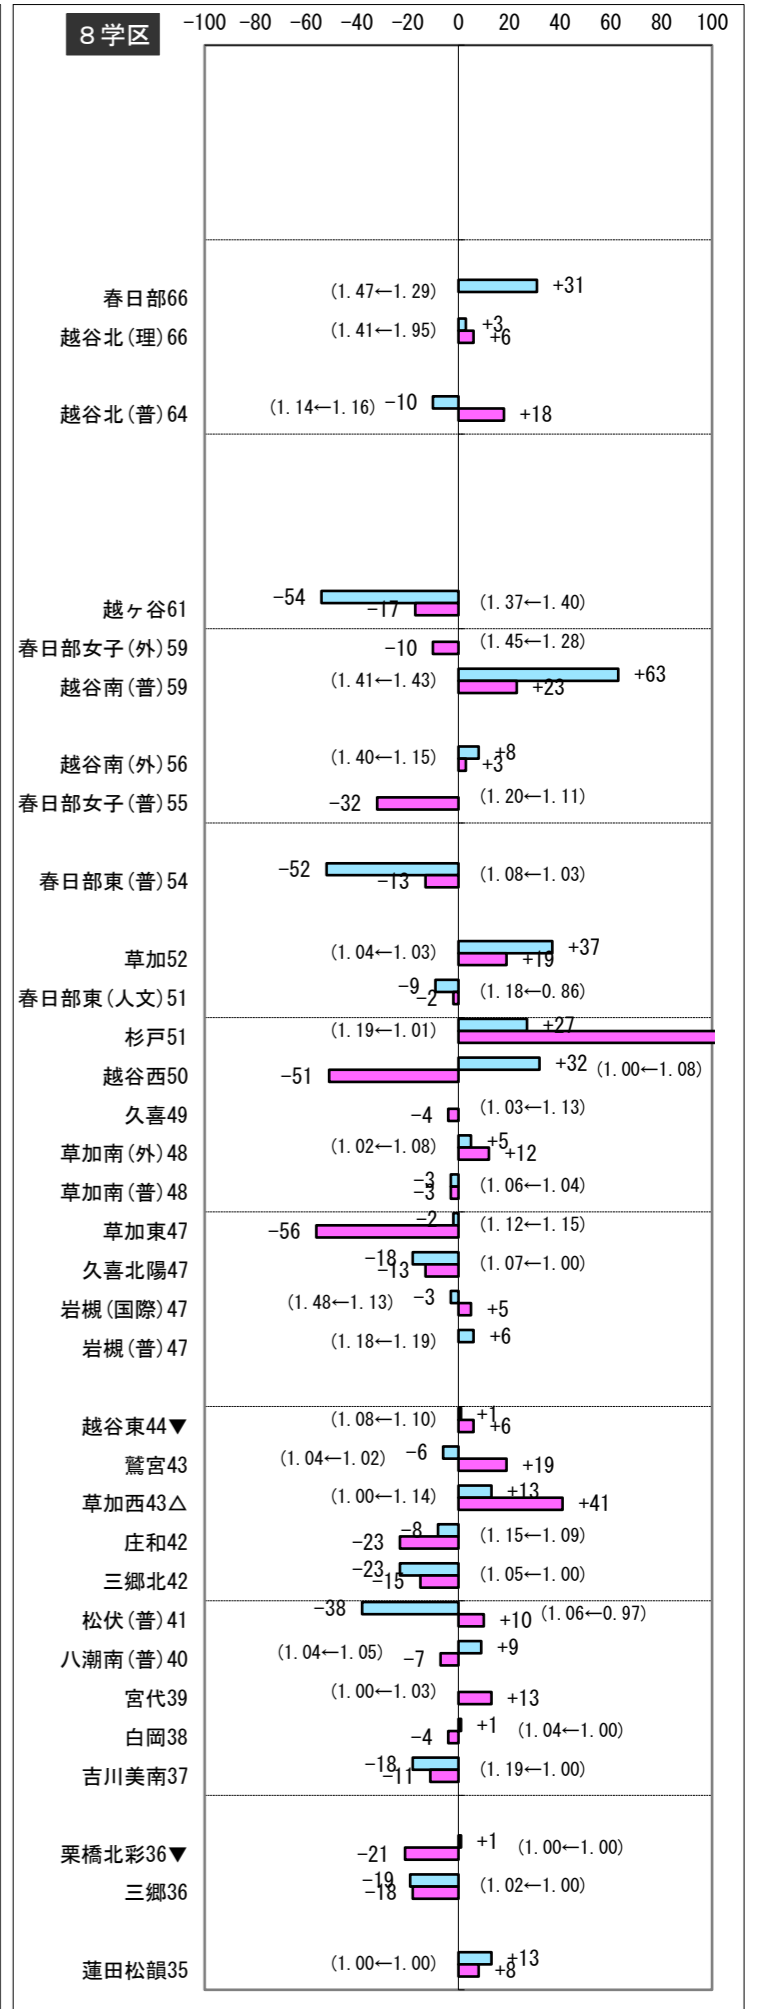 8学区
-100 -80 -60 -40 -20 0 20 40 60 80 100
春日部66 (1.47←1.29) +31
越谷北(理)66 (1.41←1.95) +3 +6
越谷北(普)64 (1.14←1.16) -10 +18
越ヶ谷61 -54 -17 (1.37←1.40)
春日部女子(外)59 -10 (1.45←1.28)
越谷南(普)59 (1.41←1.43) +63 +23
越谷南(外)56 (1.40←1.15) +8 +3
春日部女子(普)55 -32 (1.20←1.11)
春日部東(普)54 -52 -13 (1.08←1.03)
草加52 (1.04←1.03) +37 +19
春日部東(人文)51 -9 -2 (1.18←0.86)
杉戸51 (1.19←1.01) +27
越谷西50 -51 +32 (1.00←1.08)
久喜49 -4 (1.03←1.13)
草加南(外)48 (1.02←1.08) +5 +12
草加南(普)48 -3 -3 (1.06←1.04)
草加東47 -2 -56 (1.12←1.15)
久喜北陽47 -18 -13 (1.07←1.00)
岩槻(国際)47 (1.48←1.13) -3 +5
岩槻(普)47 (1.18←1.19) +6
越谷東44▼ (1.08←1.10) +1 +6
鷲宮43 (1.04←1.02) -6 +19
草加西43△ (1.00←1.14) +13 +41
庄和42 -8 -23 (1.15←1.09)
三郷北42 -23 -15 (1.05←1.00)
松伏(普)41 -38 +10 (1.06←0.97)
八潮南(普)40 (1.04←1.05) -7 +9
宮代39 (1.00←1.03) +13
白岡38 -4 +1 (1.04←1.00)
吉川美南37 -18 -11 (1.19←1.00)
栗橋北彩36▼ -21 +1 (1.00←1.00)
三郷36 -19 -18 (1.02←1.00)
蓮田松韻35 (1.00←1.00) +13 +8